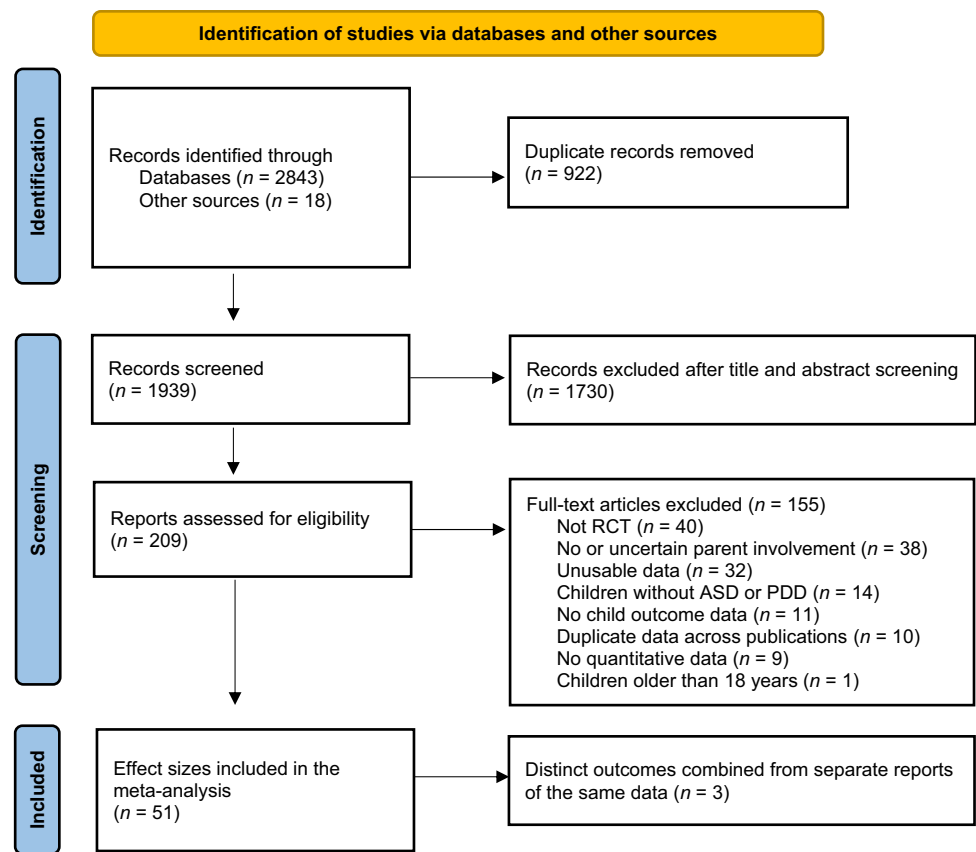 Identification of studies via databases and other sources
Identification
Records identified through
Databases (n = 2843)
Other sources (n = 18)
Duplicate records removed
(n = 922)
Screening
Records screened
(n = 1939)
Records excluded after title and abstract screening
(n = 1730)
Reports assessed for eligibility
(n = 209)
Full-text articles excluded (n = 155)
Not RCT (n = 40)
No or uncertain parent involvement (n = 38)
Unusable data (n = 32)
Children without ASD or PDD (n = 14)
No child outcome data (n = 11)
Duplicate data across publications (n = 10)
No quantitative data (n = 9)
Children older than 18 years (n = 1)
Included
Effect sizes included in the
meta-analysis
(n = 51)
Distinct outcomes combined from separate reports
of the same data (n = 3)